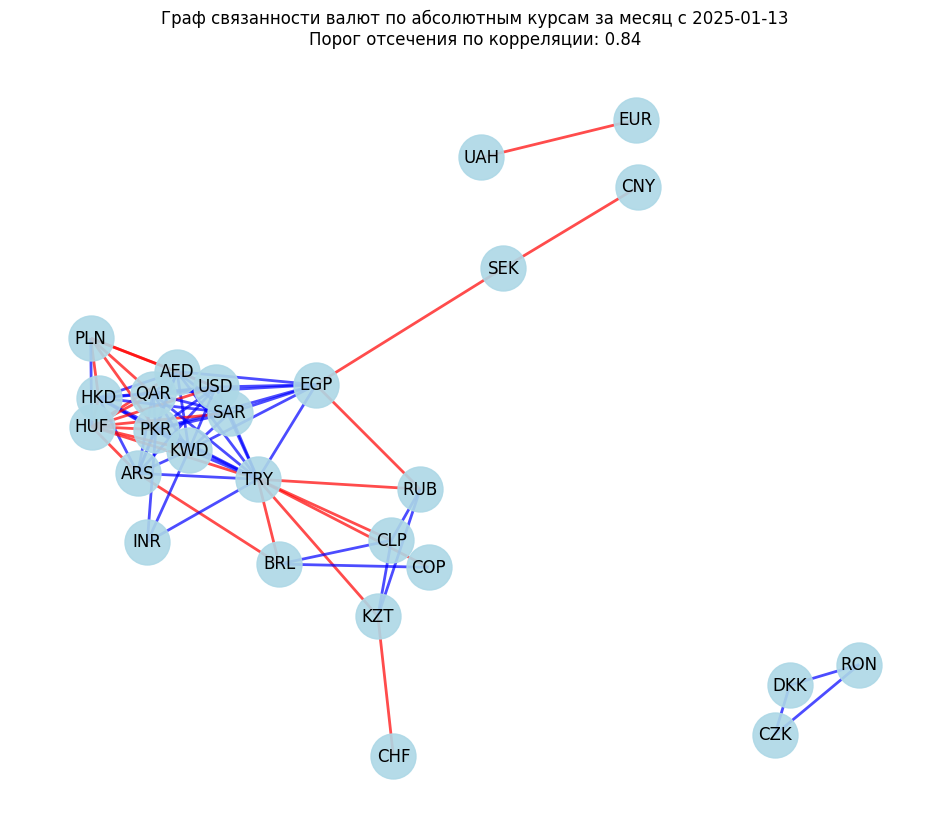 Граф связанности валют по абсолютным курсам за месяц с 2025-01-13
Порог отсечения по корреляции: 0.84
EUR
UAH
CNY
SEK
PLN
AED
USD
EGP
QAR
HKD
SAR
HUF
PKR
KWD
ARS
TRY
RUB
INR
CLP
BRL
COP
KZT
RON
DKK
CZK
CHF